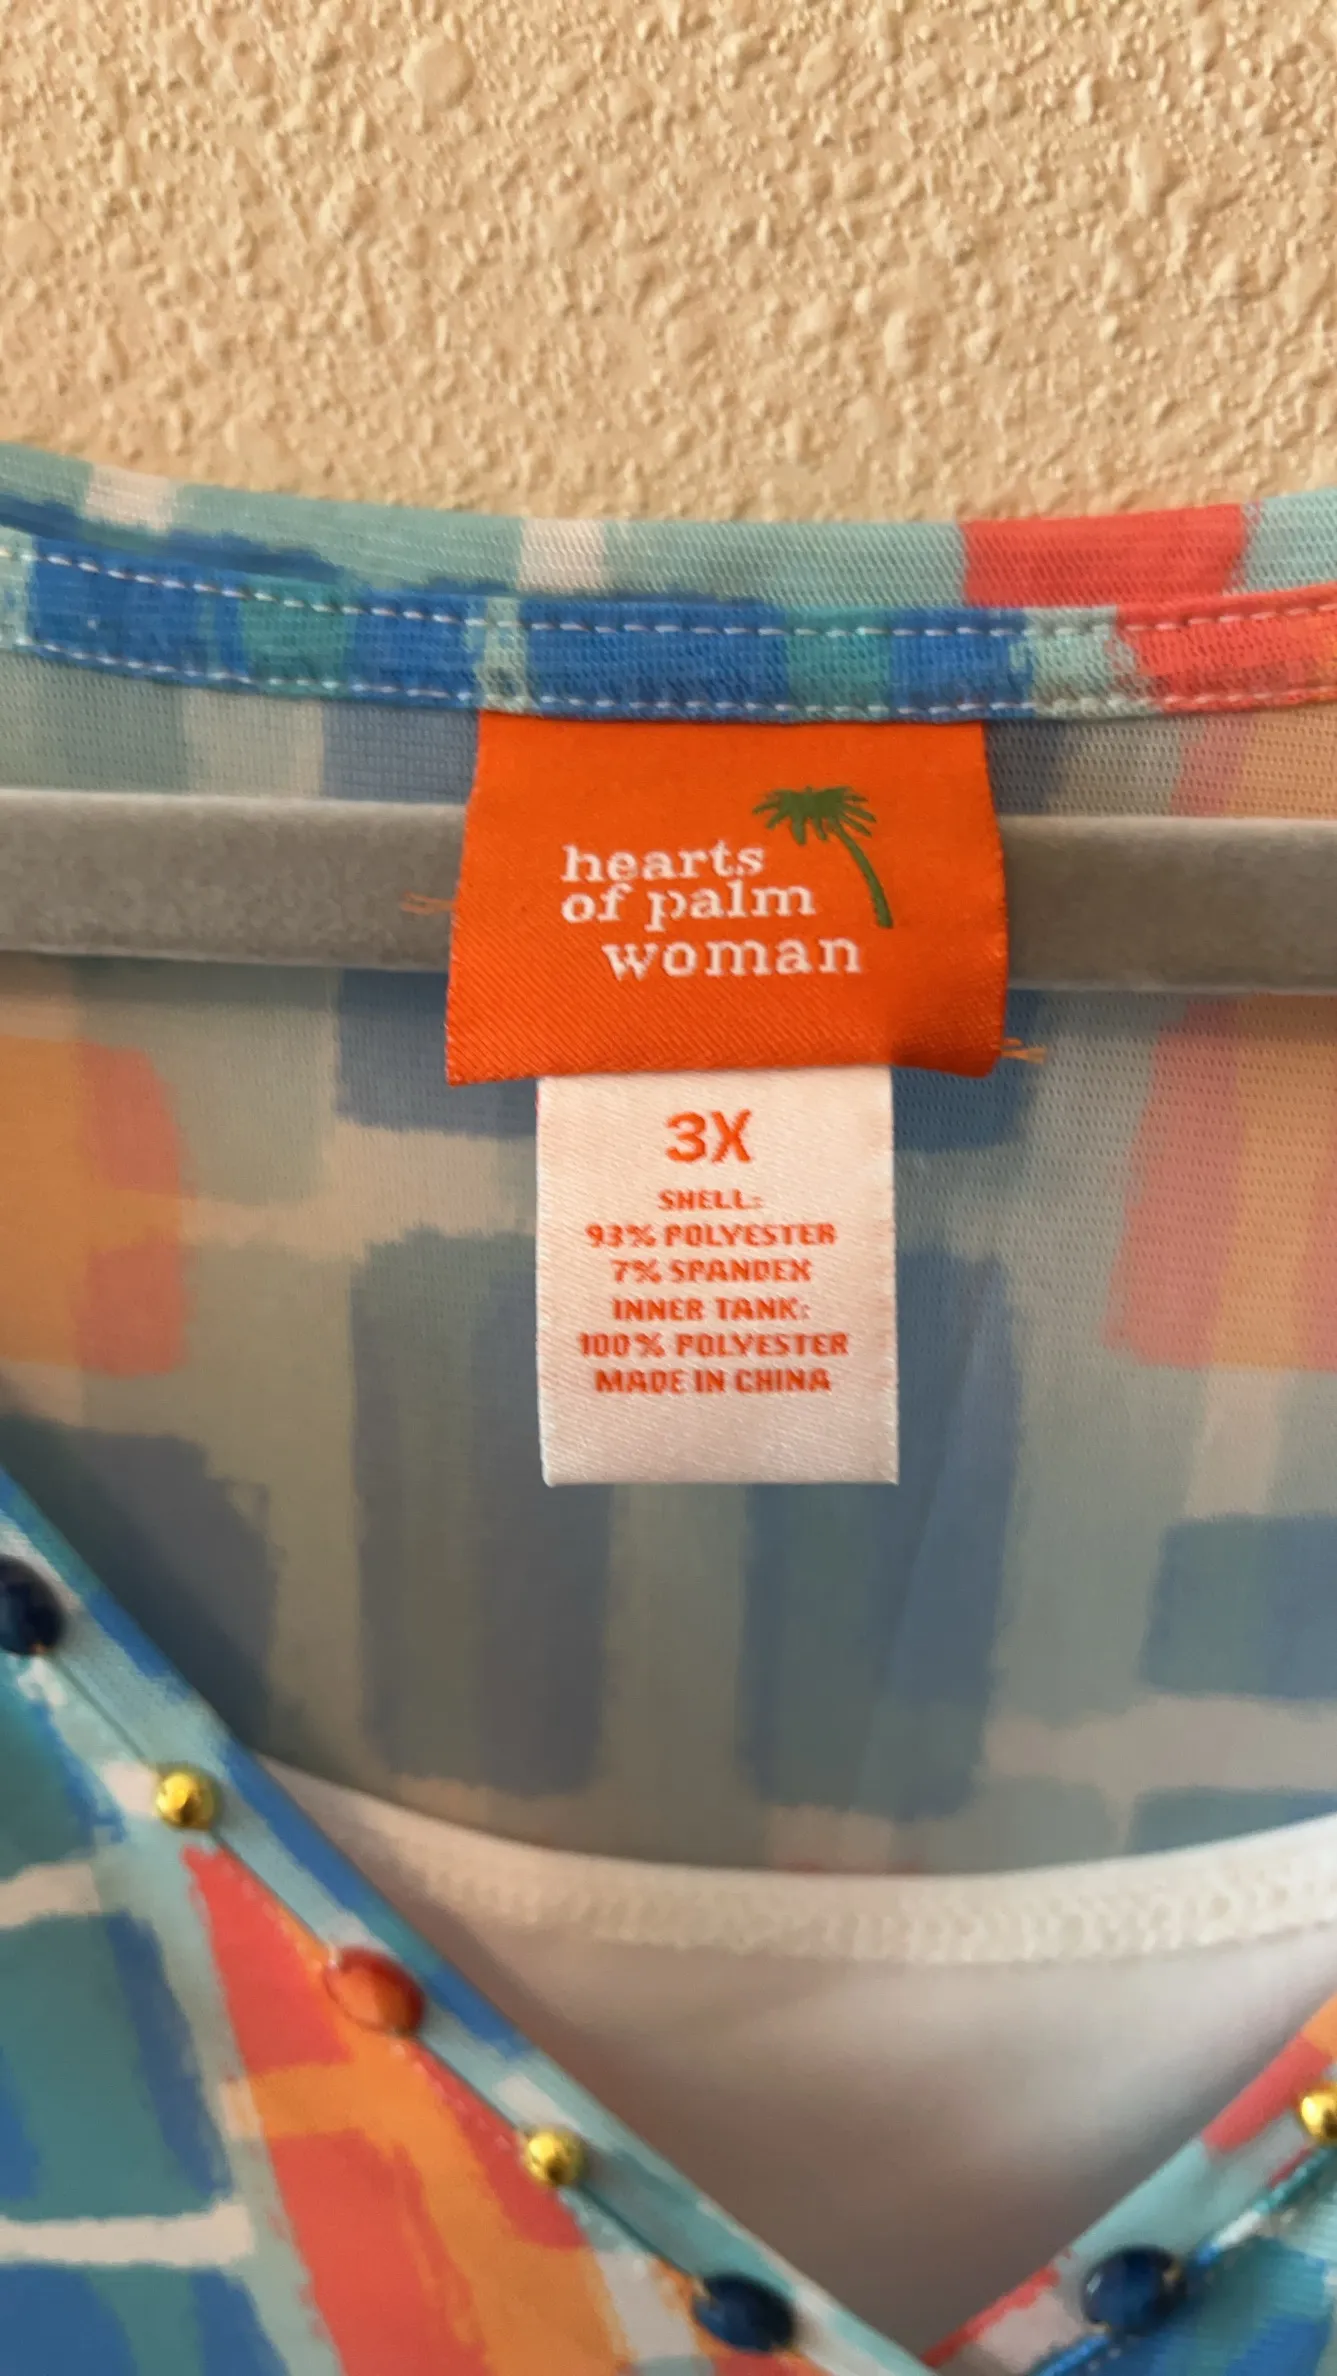 hearts
of palm
woman
3X
SHELL:
93% POLYESTER
7% SPANDEX
INNER TANK:
100% POLYESTER
MADE IN CHINA